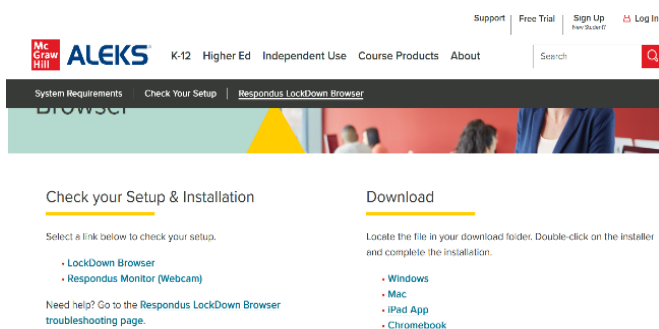 Support Free Trial Sign Up Log In
New Student?
Mc Graw Hill ALEKS K-12 Higher Ed Independent Use Course Products About Search
System Requirements Check Your Setup Respondus LockDown Browser
Browser
Check your Setup & Installation
Select a link below to check your setup.
• LockDown Browser
• Respondus Monitor (Webcam)
Need help? Go to the Respondus LockDown Browser
troubleshooting page.
Download
Locate the file in your download folder. Double-click on the installer
and complete the installation.
• Windows
• Mac
• iPad App
• Chromebook